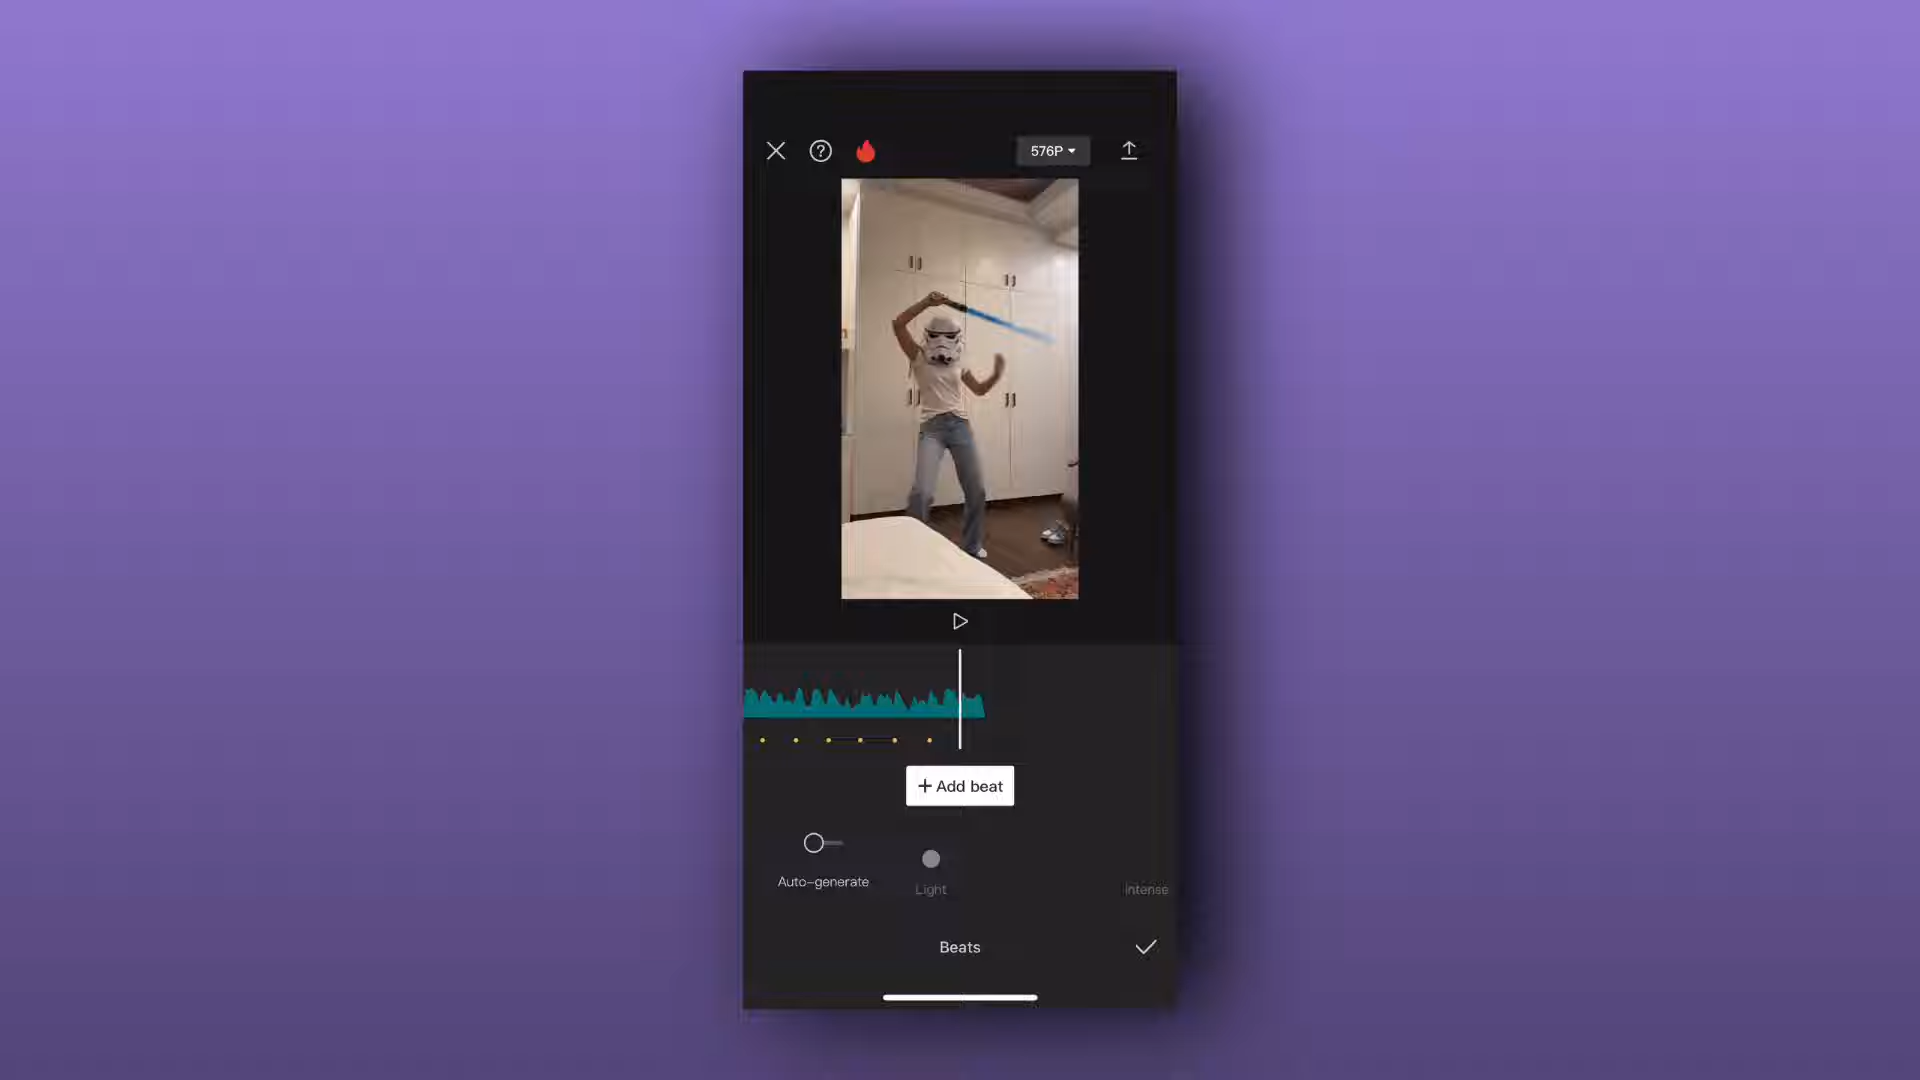 576P
+ Add beat
Auto-generate
Light
Intense
Beats